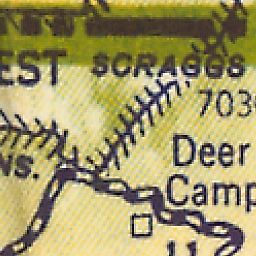 EST SCRAGGS
703
Deer
NS.
Camp
11